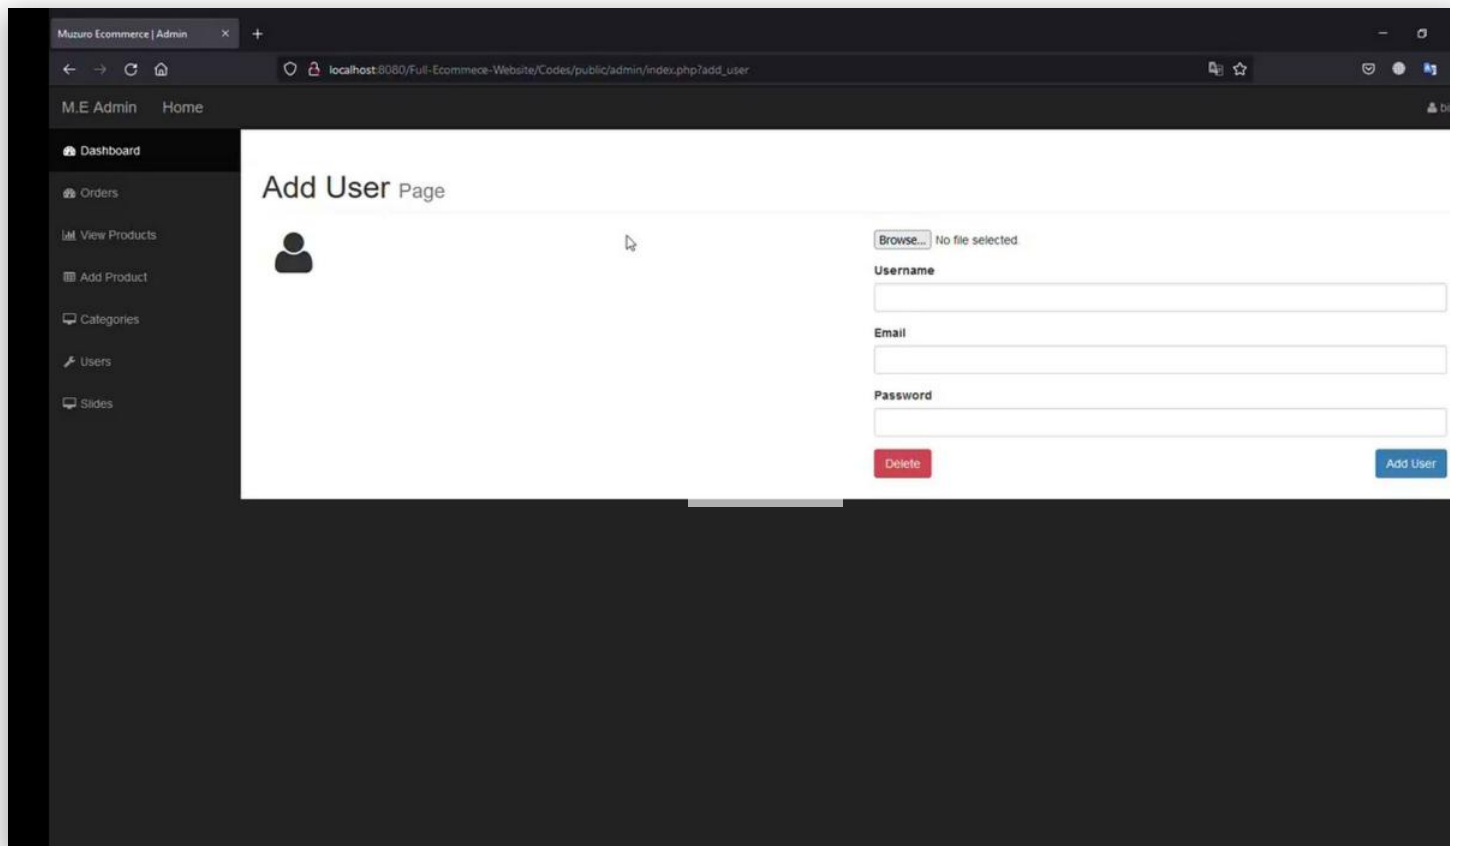 Muzuro Ecommerce | Admin
localhost:8080/Full-Ecommece-Website/Codes/public/admin/index.php?add_user
M.E Admin Home
Dashboard
Orders
View Products
Add Product
Categories
Users
Slides
Add User Page
Browse... No file selected.
Username
Email
Password
Delete Add User